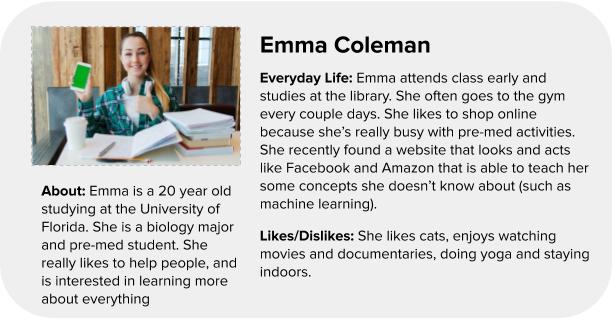 Emma Coleman
Everyday Life: Emma attends class early and
studies at the library. She often goes to the gym
every couple days. She likes to shop online
because she's really busy with pre-med activities.
She recently found a website that looks and acts
like Facebook and Amazon that is able to teach her
some concepts she doesn't know about (such as
machine learning).
Likes/Dislikes: She likes cats, enjoys watching
movies and documentaries, doing yoga and staying
indoors.
About: Emma is a 20 year old
studying at the University of
Florida. She is a biology major
and pre-med student. She
really likes to help people, and
is interested in learning more
about everything